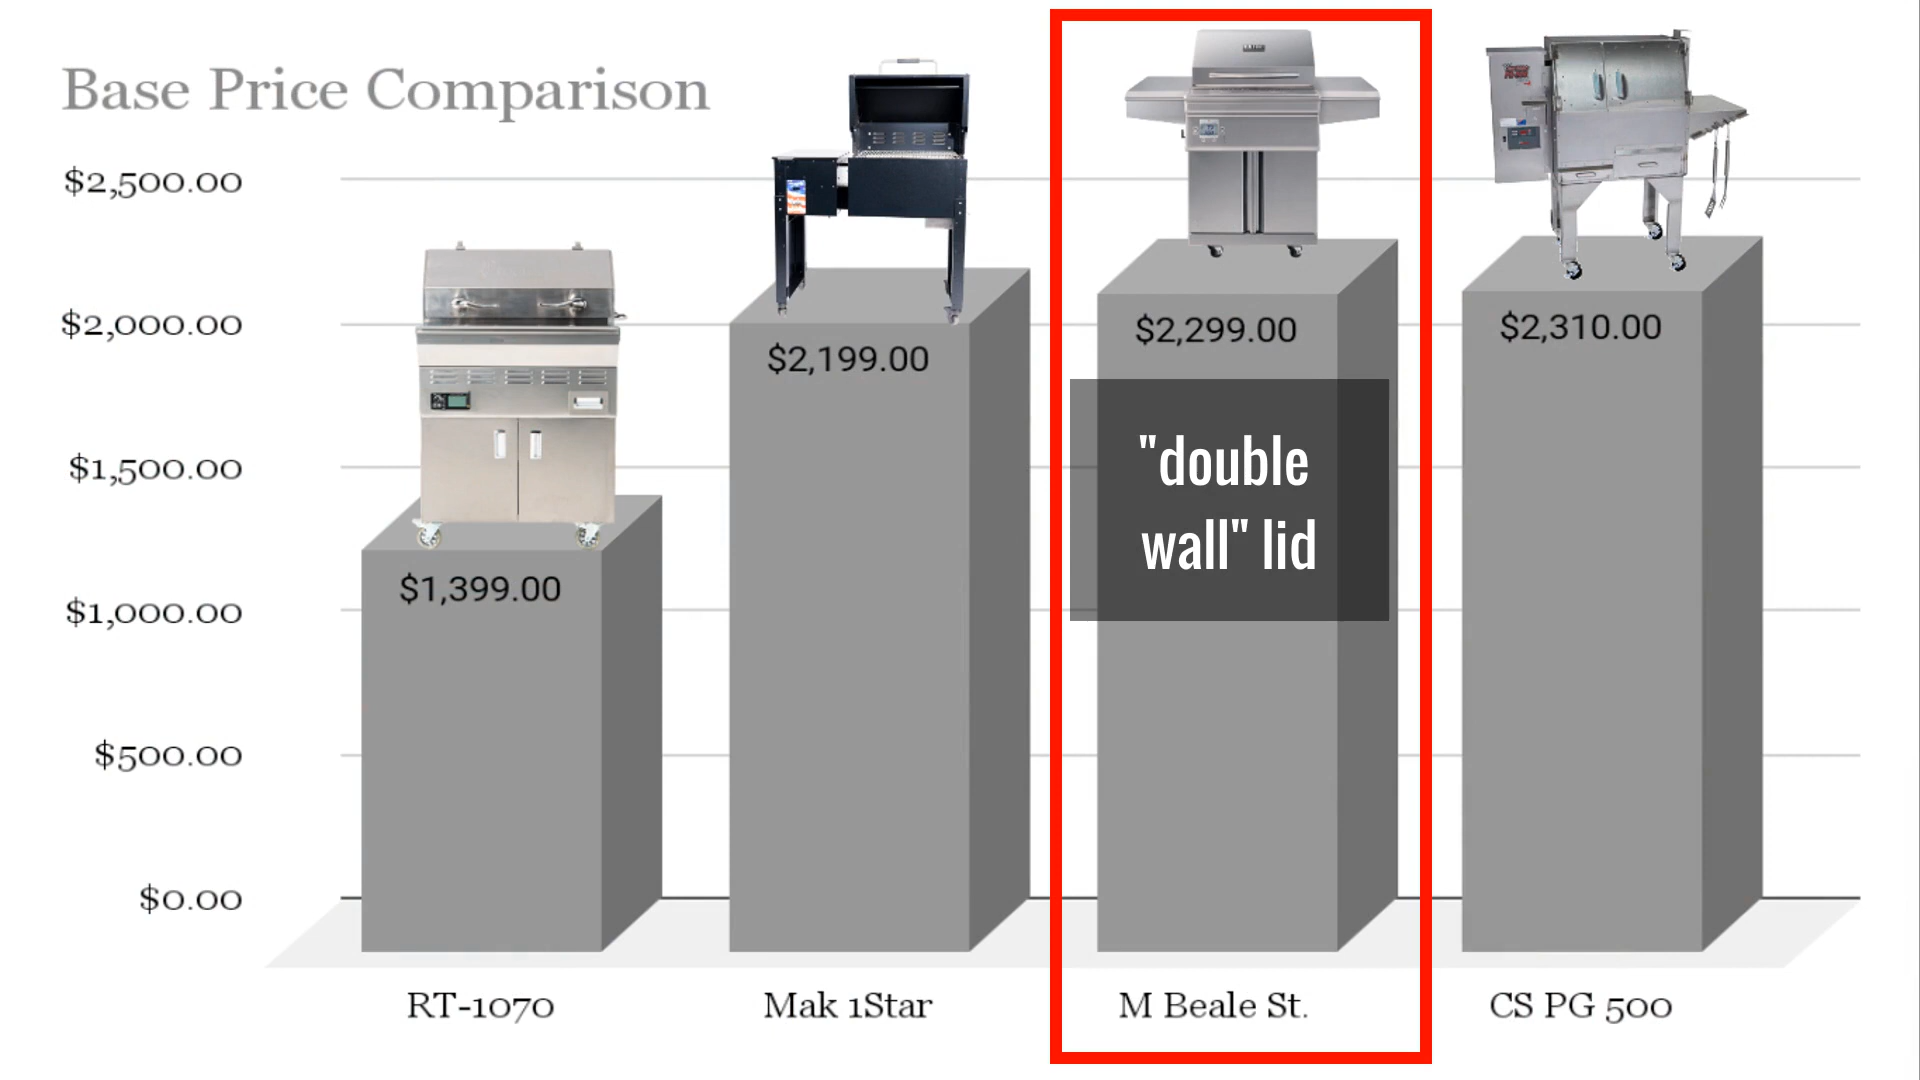 Base Price Comparison
$2,500.00
$2,000.00
$1,500.00
$1,000.00
$500.00
$0.00
$1,399.00
$2,199.00
$2,299.00
$2,310.00
"double
wall" lid
RT-1070
Mak 1Star
M Beale St.
CS PG 500